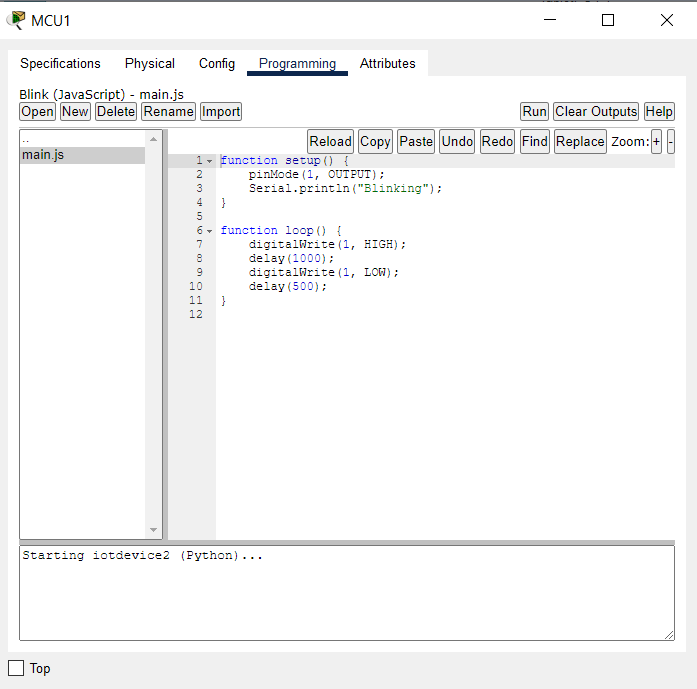 MCU1
Specifications Physical Config Programming Attributes
Blink (JavaScript) - main.js
Open New Delete Rename Import Run Clear Outputs Help
Reload Copy Paste Undo Redo Find Replace Zoom: + -
..
main.js
1 function setup() {
2     pinMode(1, OUTPUT);
3     Serial.println("Blinking");
4 }
5
6 function loop() {
7     digitalWrite(1, HIGH);
8     delay(1000);
9     digitalWrite(1, LOW);
10     delay(500);
11 }
12
Starting iotdevice2 (Python)...
Top